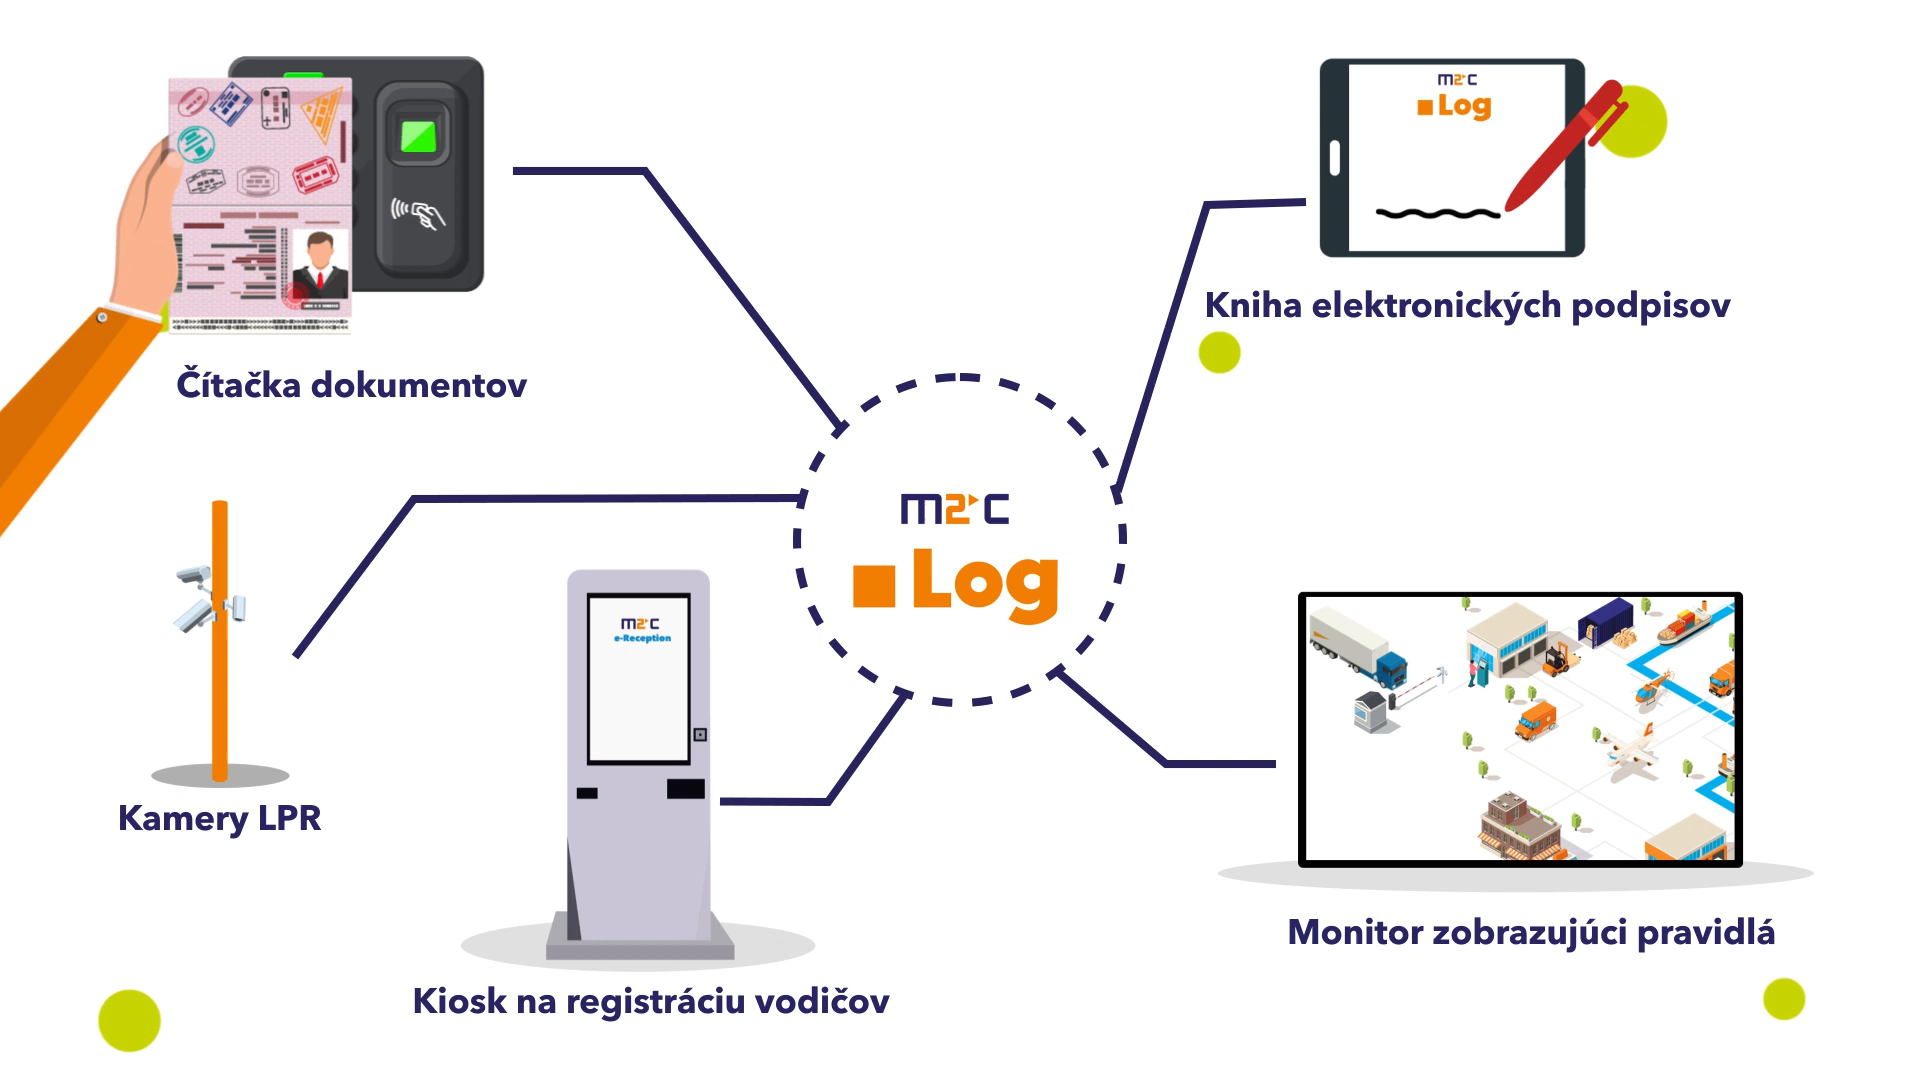 m2c
Log
Kniha elektronických podpisov
Čítačka dokumentov
m2c
Log
Kamery LPR
m2c
e-Reception
Kiosk na registráciu vodičov
Monitor zobrazujúci pravidlá